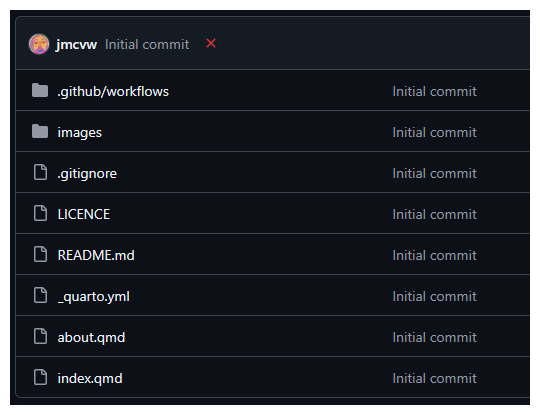 jmcvw Initial commit
.github/workflows Initial commit
images Initial commit
.gitignore Initial commit
LICENCE Initial commit
README.md Initial commit
_quarto.yml Initial commit
about.qmd Initial commit
index.qmd Initial commit